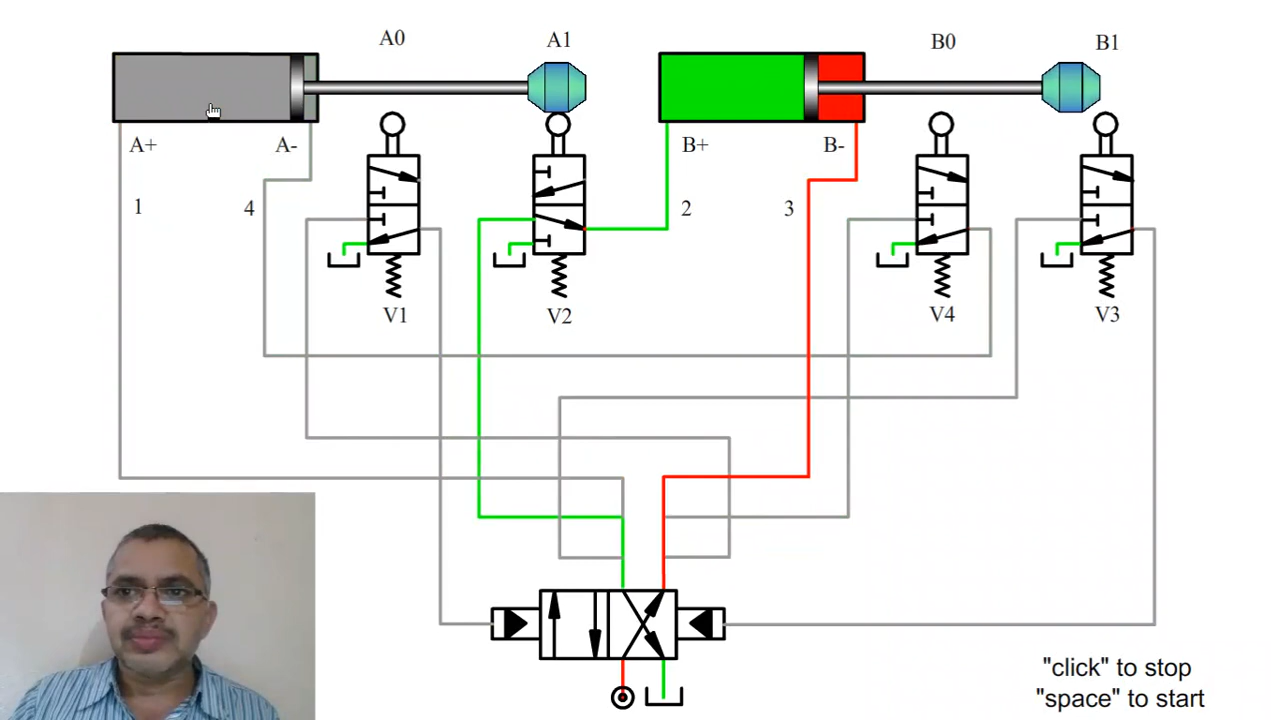 A0
A1
B0
B1
A+
A-
B+
B-
1
4
2
3
V1
V2
V4
V3
"click" to stop
"space" to start